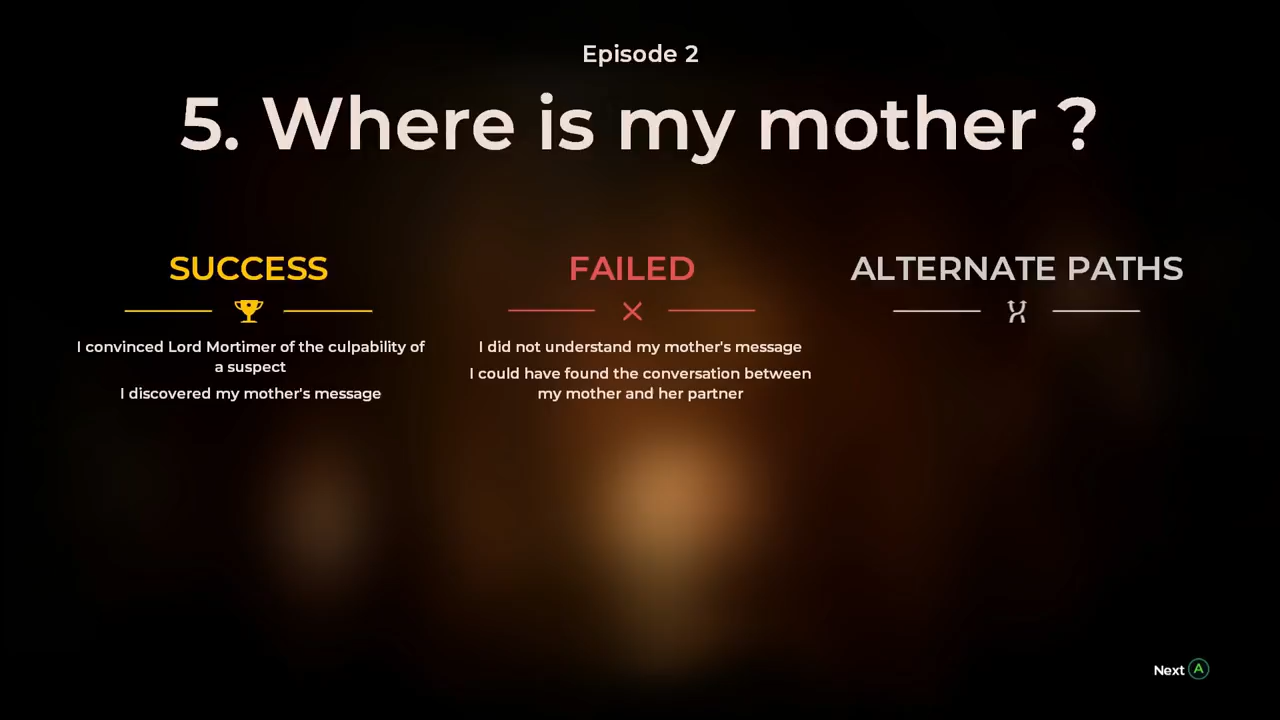 Episode 2
5. Where is my mother ?
SUCCESS
I convinced Lord Mortimer of the culpability of
a suspect
I discovered my mother's message
FAILED
I did not understand my mother's message
I could have found the conversation between
my mother and her partner
ALTERNATE PATHS
Next A